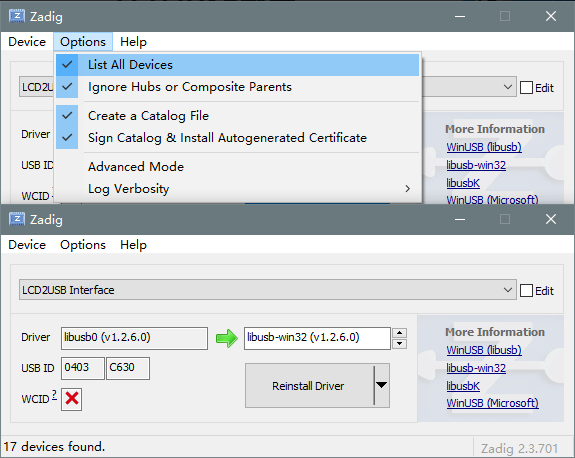 Zadig
Device Options Help
List All Devices
Ignore Hubs or Composite Parents
Create a Catalog File
Sign Catalog & Install Autogenerated Certificate
Advanced Mode
Log Verbosity
LCD2U
Edit
Driver
USB ID
WCID
More Information
WinUSB (libusb)
libusb-win32
libusbK
WinUSB (Microsoft)
Zadig
Device Options Help
LCD2USB Interface
Edit
Driver libusb0 (v1.2.6.0) libusb-win32 (v1.2.6.0)
USB ID 0403 C630
WCID ?
Reinstall Driver
More Information
WinUSB (libusb)
libusb-win32
libusbK
WinUSB (Microsoft)
17 devices found.
Zadig 2.3.701